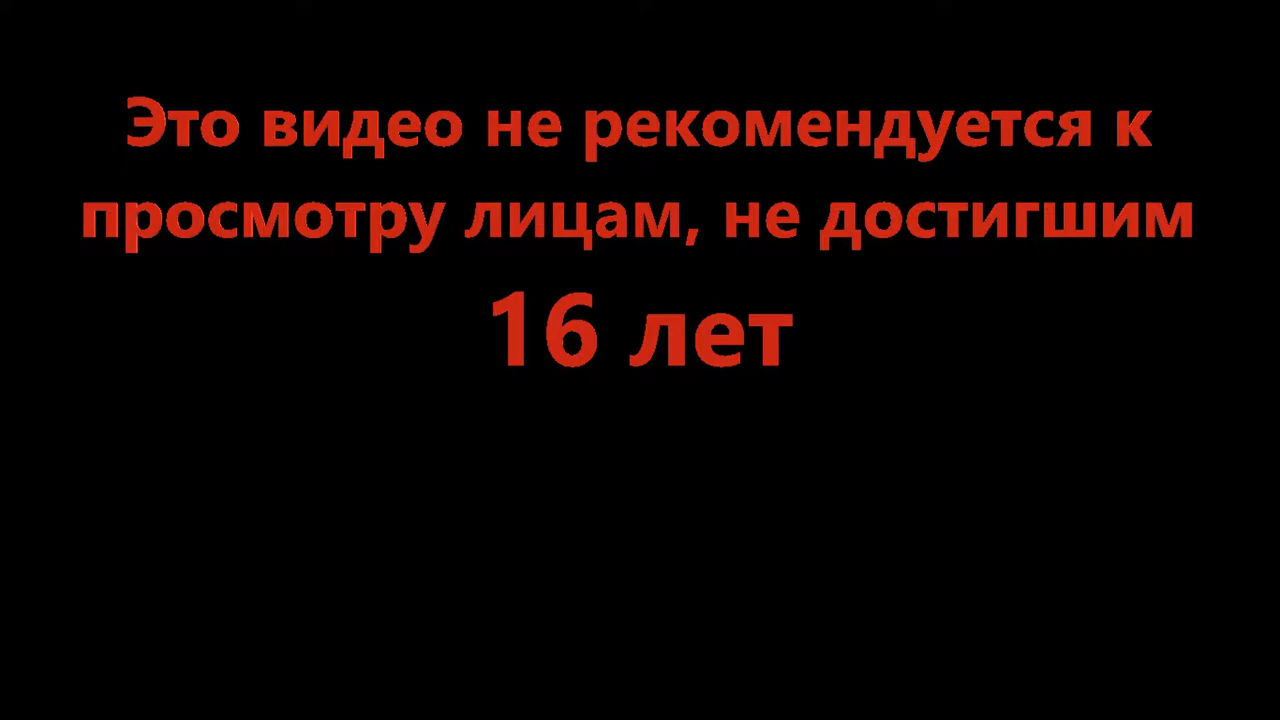 Это видео не рекомендуется к
просмотру лицам, не достигшим
16 лет